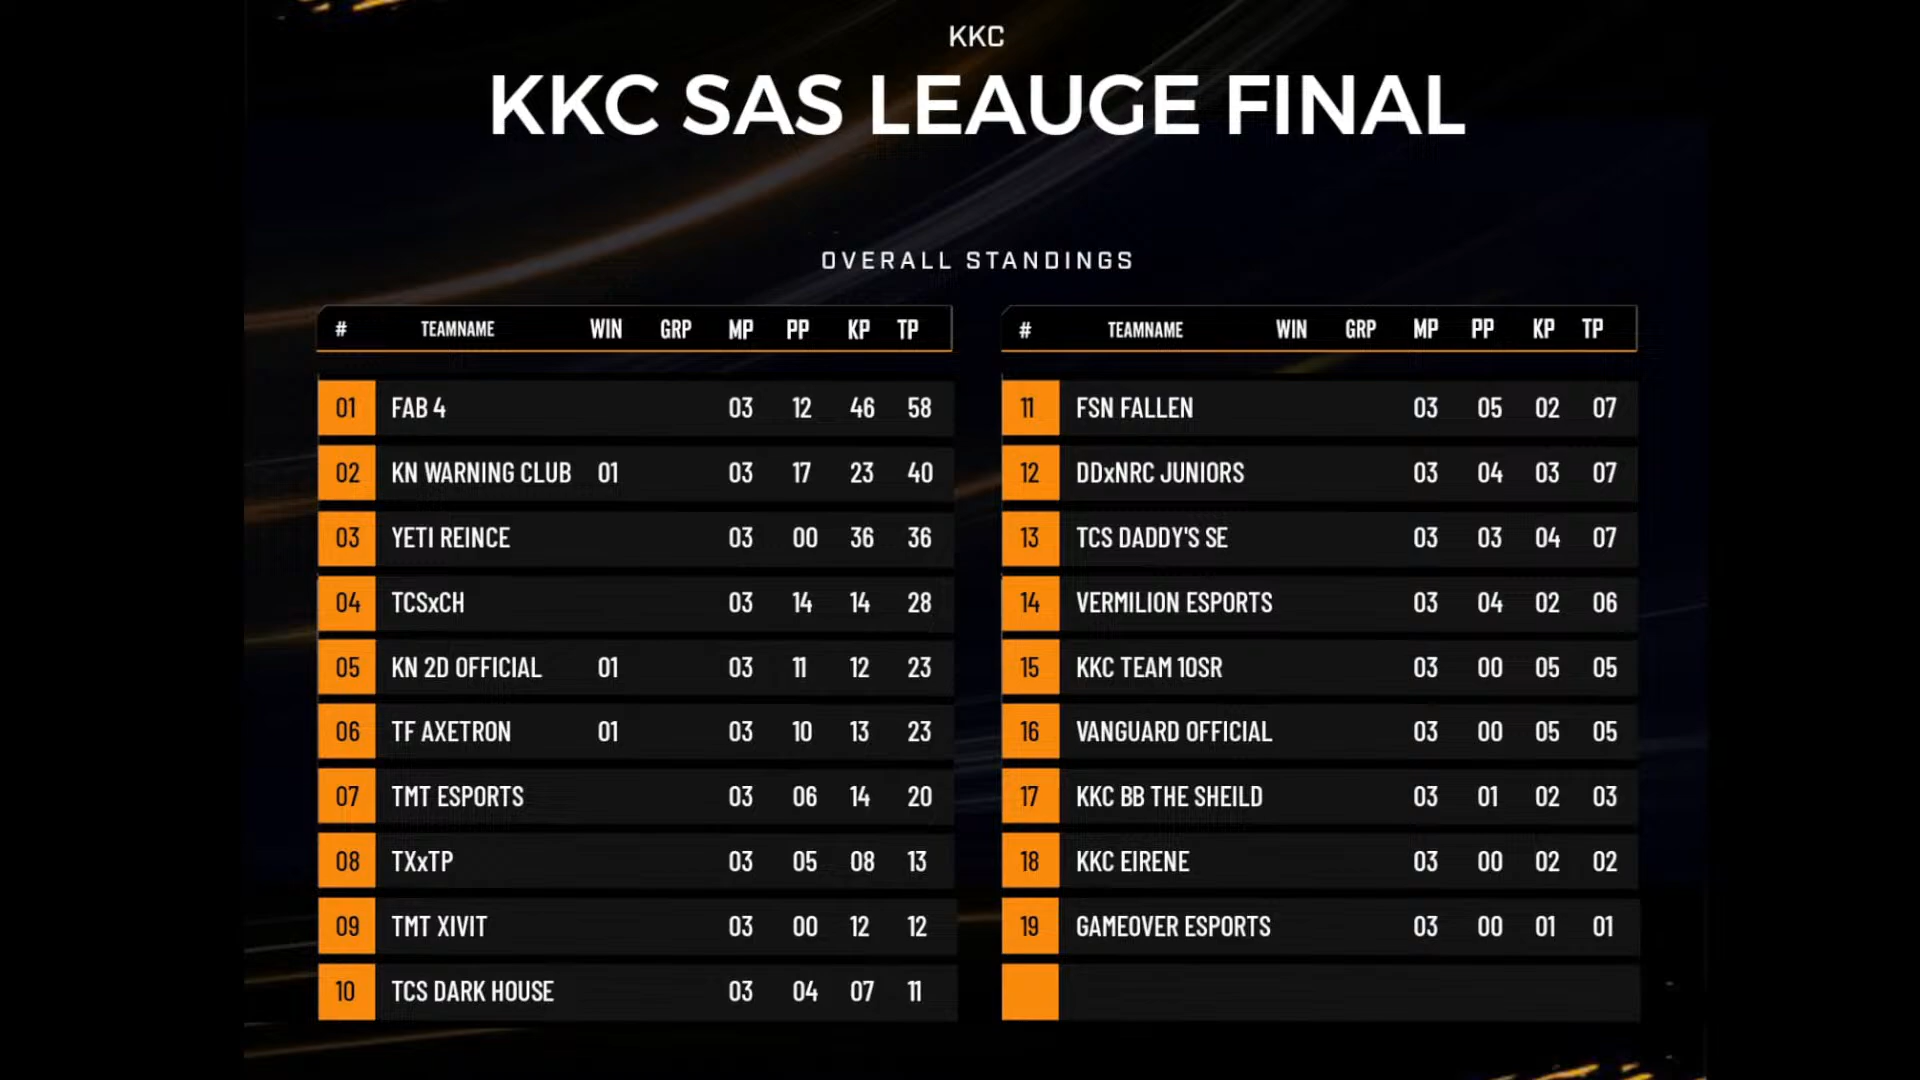 KKC
KKC SAS LEAUGE FINAL
OVERALL STANDINGS
# TEAMNAME WIN GRP MP PP KP TP
01 FAB 4 03 12 46 58
02 KN WARNING CLUB 01 03 17 23 40
03 YETI REINCE 03 00 36 36
04 TCSxCH 03 14 14 28
05 KN 2D OFFICIAL 01 03 11 12 23
06 TF AXETRON 01 03 10 13 23
07 TMT ESPORTS 03 06 14 20
08 TXxTP 03 05 08 13
09 TMT XIVIT 03 00 12 12
10 TCS DARK HOUSE 03 04 07 11
# TEAMNAME WIN GRP MP PP KP TP
11 FSN FALLEN 03 05 02 07
12 DDxNRC JUNIORS 03 04 03 07
13 TCS DADDY'S SE 03 03 04 07
14 VERMILION ESPORTS 03 04 02 06
15 KKC TEAM 10SR 03 00 05 05
16 VANGUARD OFFICIAL 03 00 05 05
17 KKC BB THE SHEILD 03 01 02 03
18 KKC EIRENE 03 00 02 02
19 GAMEOVER ESPORTS 03 00 01 01